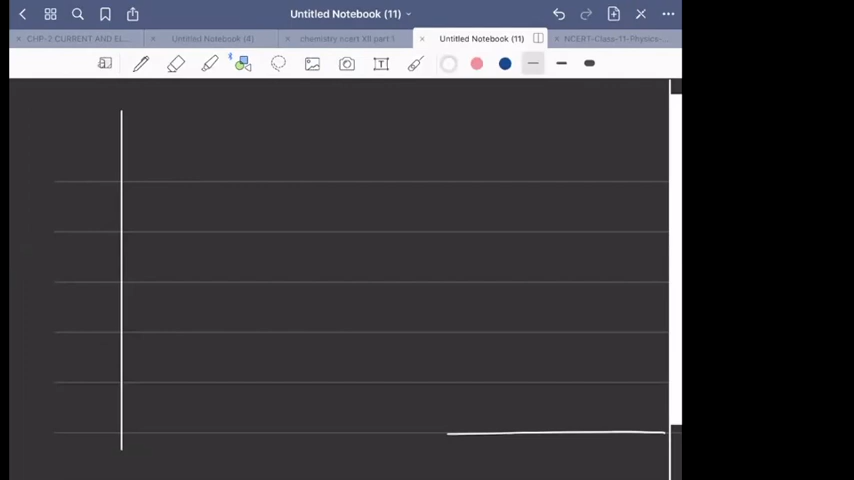 Untitled Notebook (11)
CHP-3 CURRENT AND EL...
Untitled Notebook (4)
chemistry ncert XII part 1
Untitled Notebook (11)
NCERT-Class-11-Physics-...
T